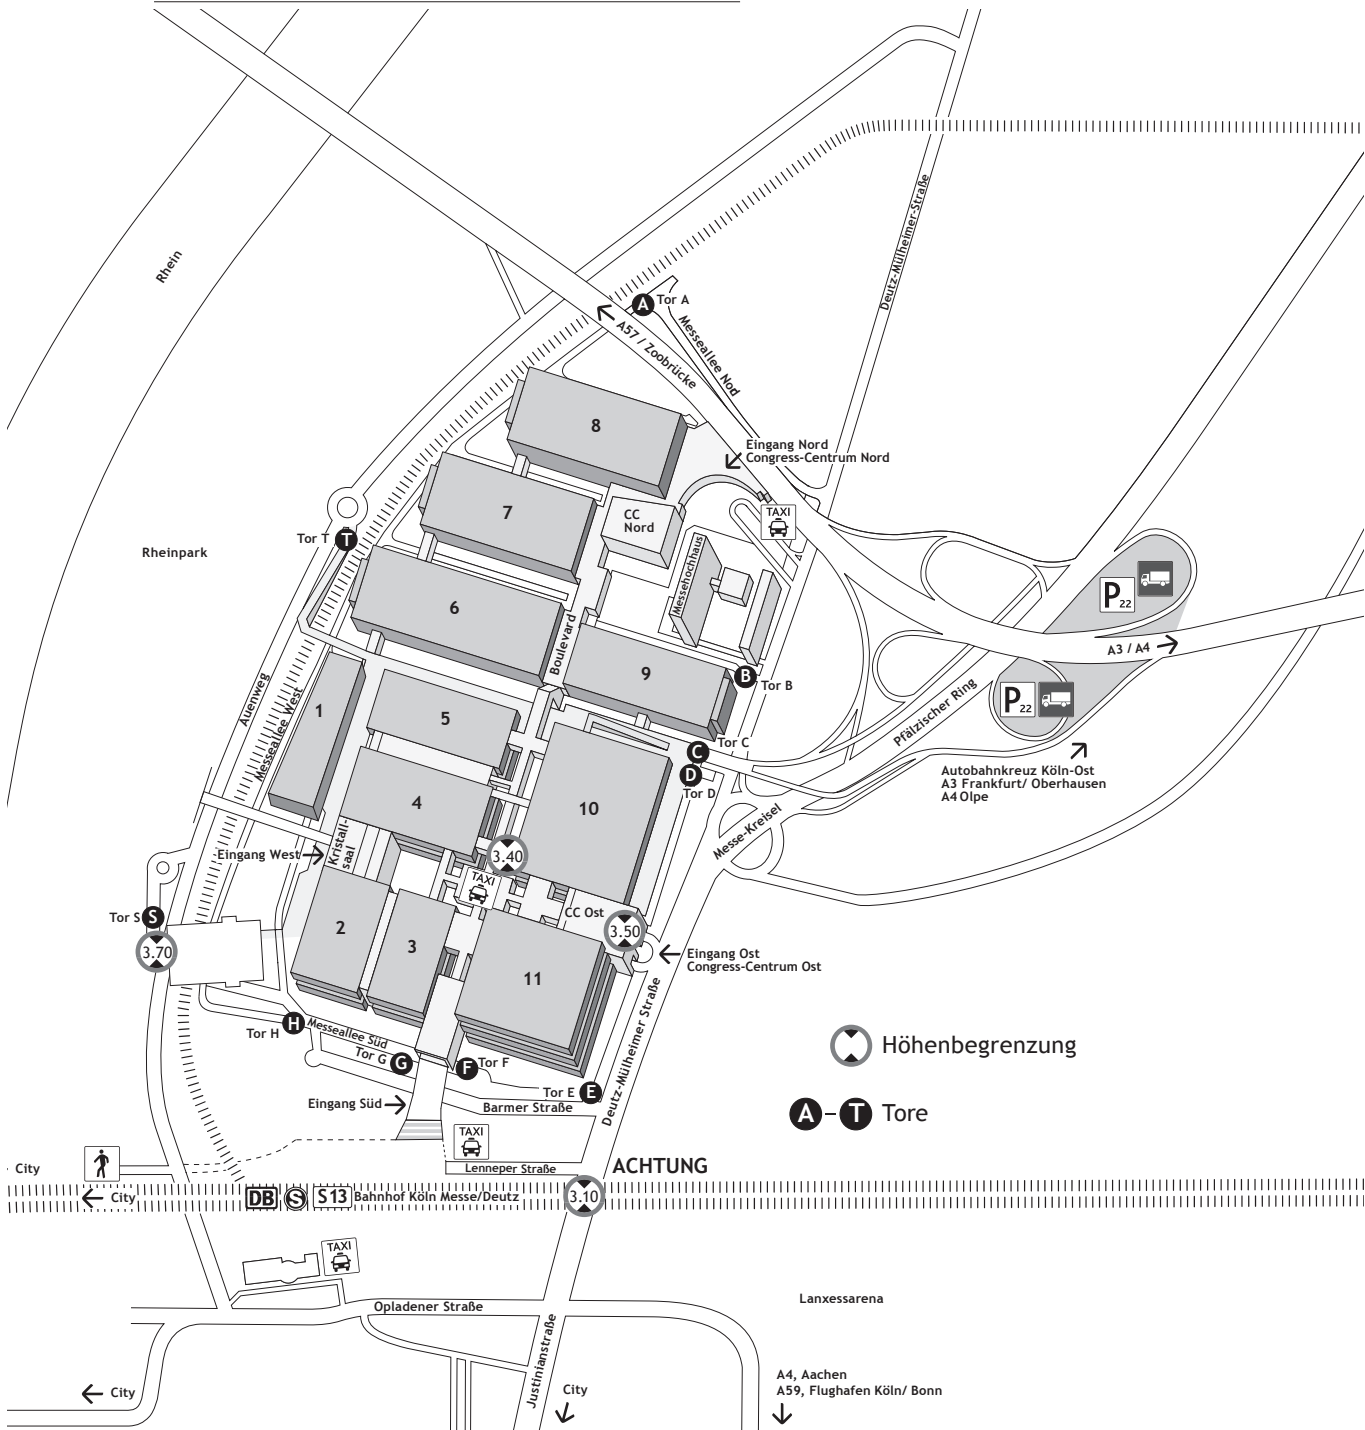 Rhein
Deutz-Mülheimer-Straße
A
Tor A
Messeallee Nod
A57 / Zoobrücke
8
Eingang Nord
Congress-Centrum Nord
7
CC
Nord
TAXI
Tor T
T
Rheinpark
Messehochhaus
P22
6
Boulevard
A3 / A4
9
B
Tor B
P22
Auenweg
Messeallee West
1
5
Pfälzischer Ring
Tor C
C
D
Tor D
Autobahnkreuz Köln-Ost
A3 Frankfurt/ Oberhausen
A4 Olpe
4
10
Messe-Kreisel
Kristall-
saal
Eingang West
3.40
TAXI
Tor S
S
3.70
2
3
CC Ost
3.50
Eingang Ost
Congress-Centrum Ost
11
Deutz-Mülheimer Straße
Tor H
H
Messeallee Süd
Tor G
G
F
Tor F
Höhenbegrenzung
Tor E
E
Eingang Süd
Barmer Straße
A – T Tore
TAXI
Lenneper Straße
ACHTUNG
City
City
DB
S
S13
Bahnhof Köln Messe/Deutz
3.10
TAXI
Opladener Straße
Lanxessarena
Justinianstraße
City
City
A4, Aachen
A59, Flughafen Köln/ Bonn